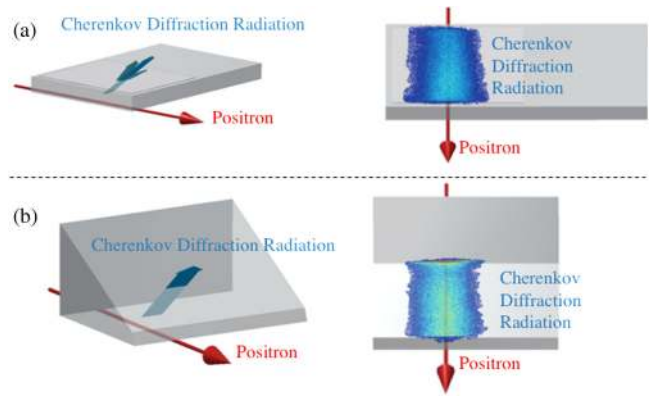 (a)
Cherenkov Diffraction Radiation
Positron
Cherenkov
Diffraction
Radiation
Positron
(b)
Cherenkov Diffraction Radiation
Positron
Cherenkov
Diffraction
Radiation
Positron